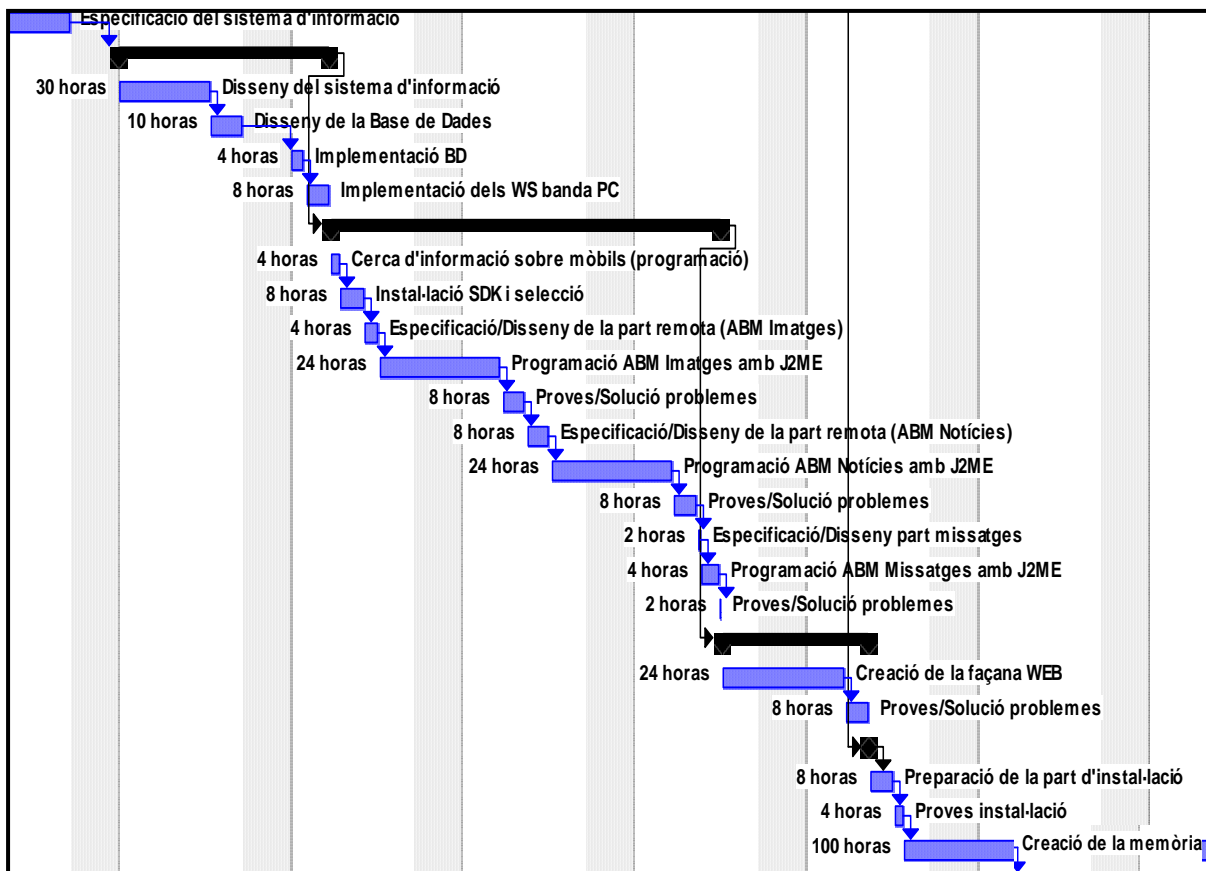 Especificació del sistema d'informació
30 horas Disseny del sistema d'informació
10 horas Disseny de la Base de Dades
4 horas Implementació BD
8 horas Implementació dels WS banda PC
4 horas Cerca d'informació sobre mòbils (programació)
8 horas Instal·lació SDK i selecció
4 horas Especificació/Disseny de la part remota (ABM Imatges)
24 horas Programació ABM Imatges amb J2ME
8 horas Proves/Solució problemes
8 horas Especificació/Disseny de la part remota (ABM Notícies)
24 horas Programació ABM Notícies amb J2ME
8 horas Proves/Solució problemes
2 horas Especificació/Disseny part missatges
4 horas Programació ABM Missatges amb J2ME
2 horas Proves/Solució problemes
24 horas Creació de la façana WEB
8 horas Proves/Solució problemes
8 horas Preparació de la part d'instal·lació
4 horas Proves instal·lació
100 horas Creació de la memòria